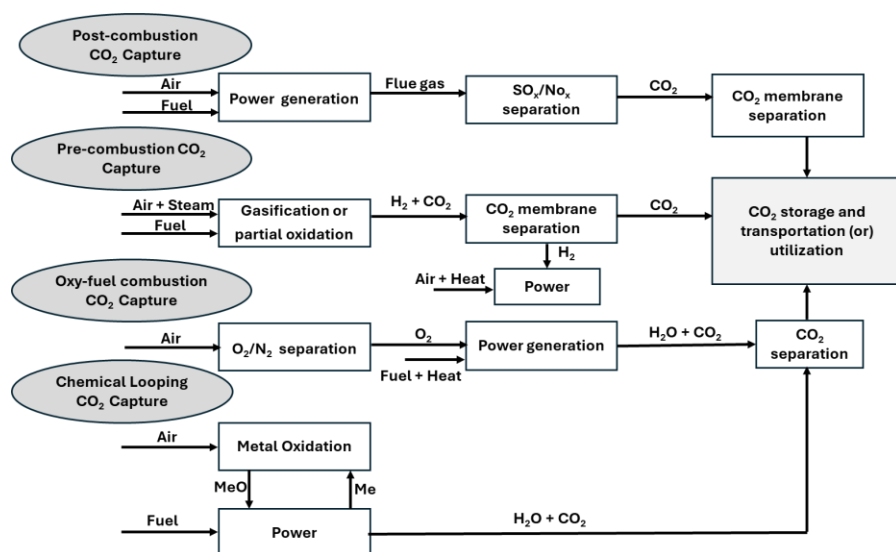 Post-combustion
CO₂ Capture
Air
Fuel
Power generation
Flue gas
SOₓ/Noₓ
separation
CO₂
CO₂ membrane
separation
Pre-combustion CO₂
Capture
Air + Steam
Fuel
Gasification or
partial oxidation
H₂ + CO₂
CO₂ membrane
separation
CO₂
H₂
Air + Heat
Power
CO₂ storage and
transportation (or)
utilization
Oxy-fuel combustion
CO₂ Capture
Air
O₂/N₂ separation
O₂
Fuel + Heat
Power generation
H₂O + CO₂
CO₂
separation
Chemical Looping
CO₂ Capture
Air
Metal Oxidation
MeO
Me
Fuel
Power
H₂O + CO₂